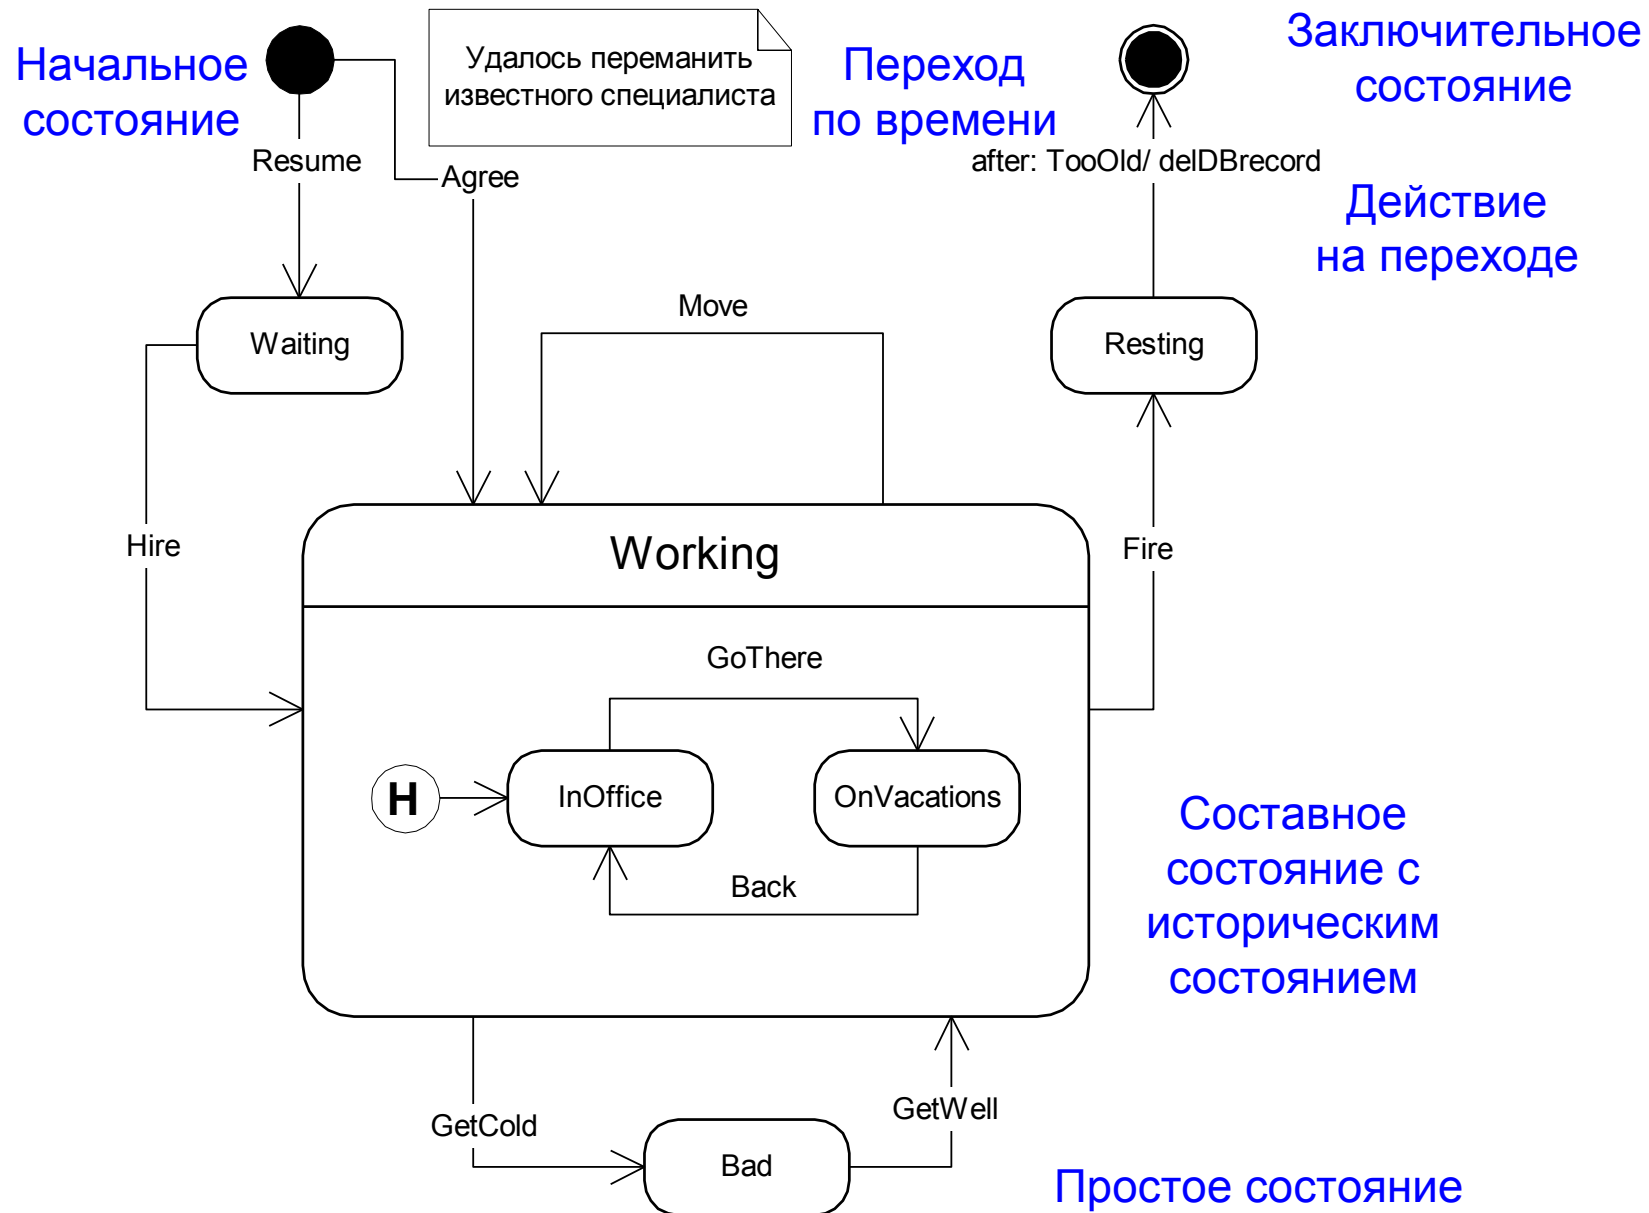 Начальное
состояние
Удалось переманить
известного специалиста
Переход
по времени
Заключительное
состояние
Resume
Agree
after: TooOld/ delDBrecord
Действие
на переходе
Move
Waiting
Resting
Hire
Working
Fire
GoThere
H
InOffice
OnVacations
Back
Составное
состояние с
историческим
состоянием
GetCold
GetWell
Bad
Простое состояние